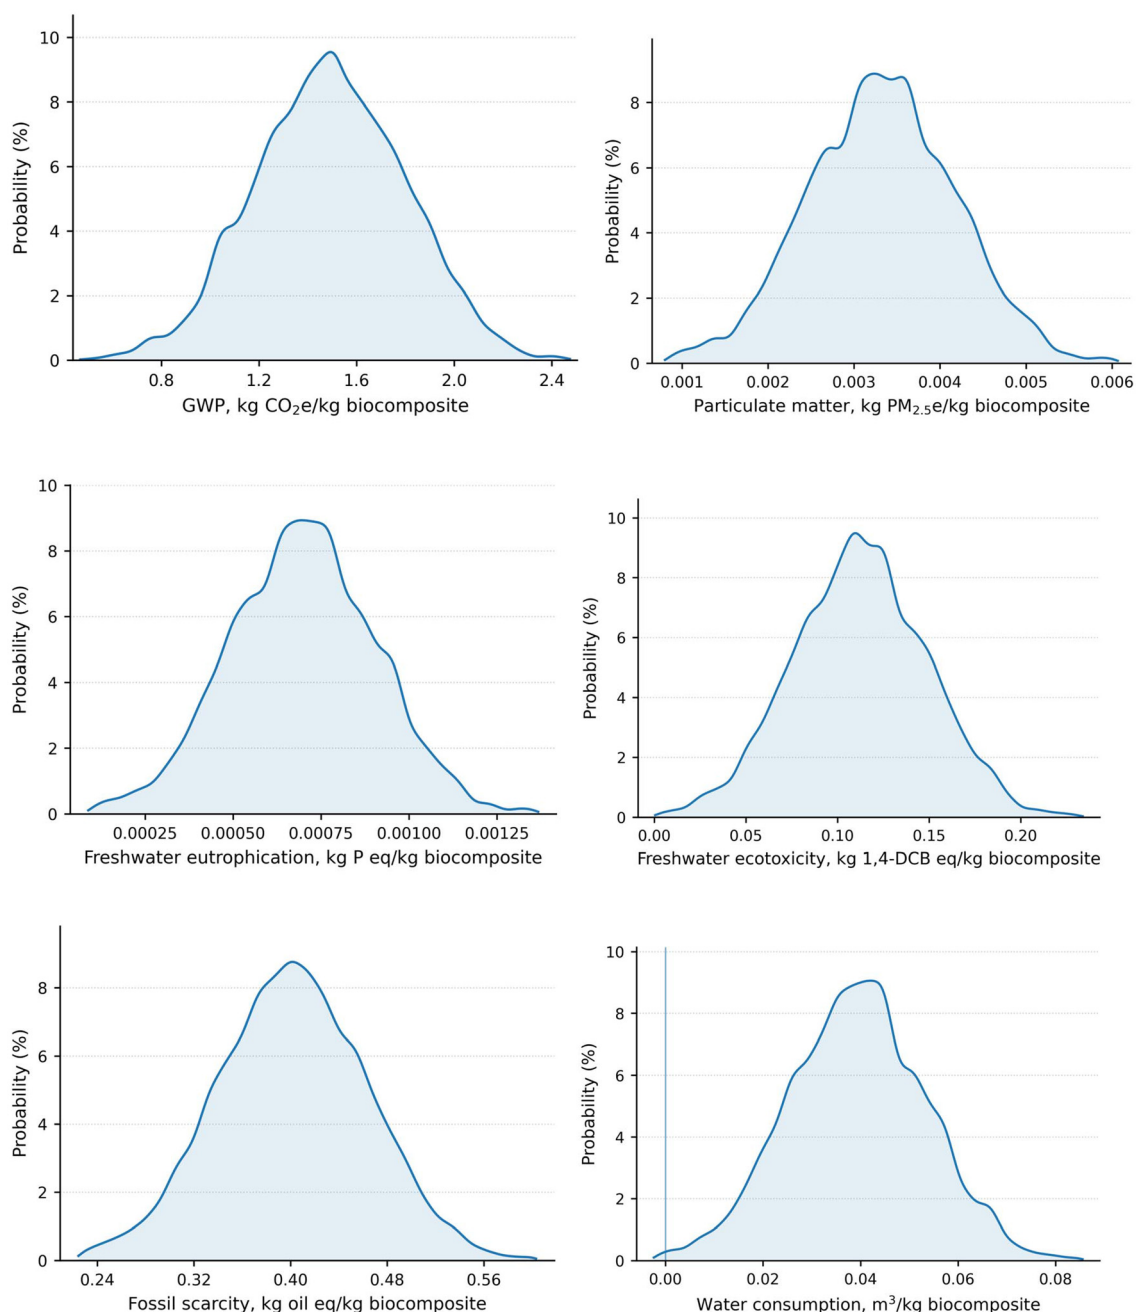 10
8
6
4
2
0
Probability (%)
0.8 1.2 1.6 2.0 2.4
GWP, kg CO₂e/kg biocomposite
8
6
4
2
0
Probability (%)
0.001 0.002 0.003 0.004 0.005 0.006
Particulate matter, kg PM₂.₅e/kg biocomposite
10
8
6
4
2
0
Probability (%)
0.00025 0.00050 0.00075 0.00100 0.00125
Freshwater eutrophication, kg P eq/kg biocomposite
10
8
6
4
2
0
Probability (%)
0.00 0.05 0.10 0.15 0.20
Freshwater ecotoxicity, kg 1,4-DCB eq/kg biocomposite
8
6
4
2
0
Probability (%)
0.24 0.32 0.40 0.48 0.56
Fossil scarcity, kg oil eq/kg biocomposite
10
8
6
4
2
0
Probability (%)
0.00 0.02 0.04 0.06 0.08
Water consumption, m³/kg biocomposite